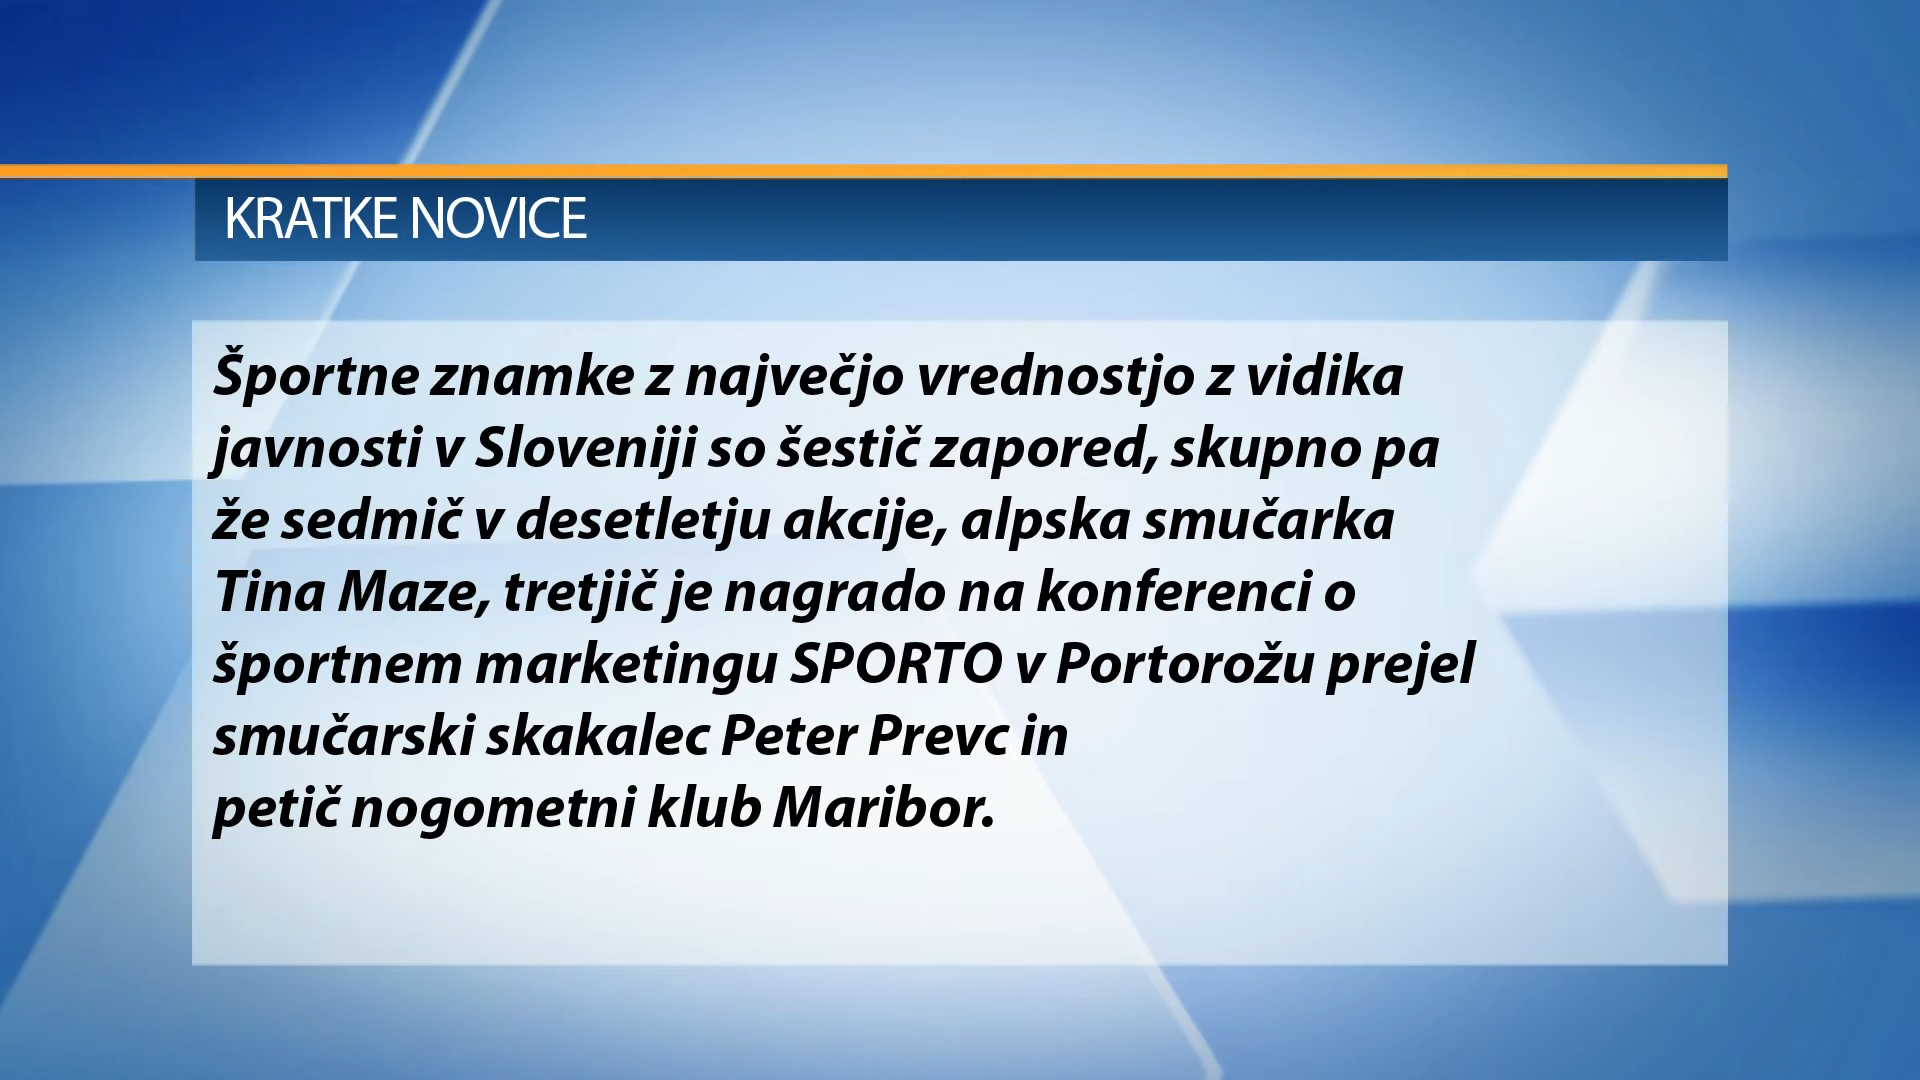 KRATKE NOVICE
Športne znamke z največjo vrednostjo z vidika
javnosti v Sloveniji so šestič zapored, skupno pa
že sedmič v desetletju akcije, alpska smučarka
Tina Maze, tretjič je nagrado na konferenci o
športnem marketingu SPORTO v Portorožu prejel
smučarski skakalec Peter Prevc in
petič nogometni klub Maribor.